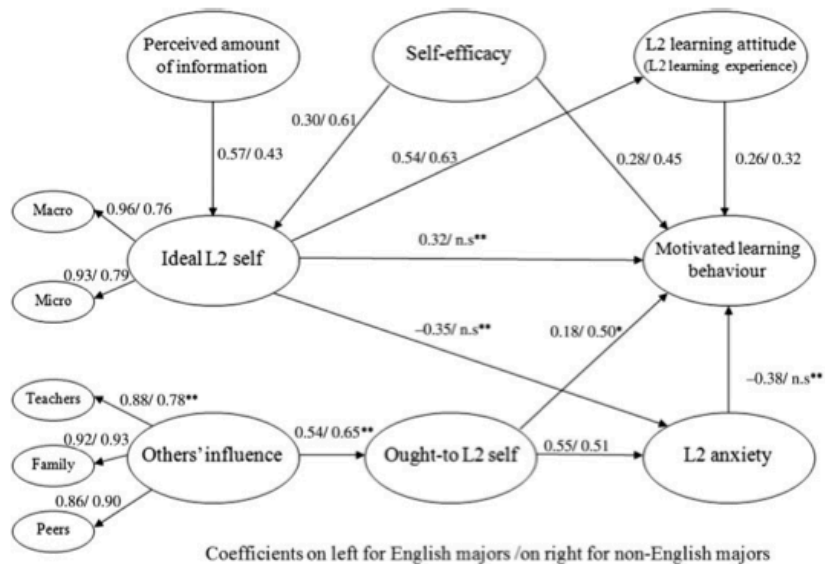 Perceived amount
of information
Self-efficacy
L2 learning attitude
(L2 learning experience)
0.30/ 0.61
0.57/ 0.43
0.54/ 0.63
0.28/ 0.45
0.26/ 0.32
Macro
0.96/ 0.76
Ideal L2 self
0.32/ n.s**
Motivated learning
behaviour
Micro
0.93/ 0.79
–0.35/ n.s**
0.18/ 0.50*
–0.38/ n.s**
Teachers
0.88/ 0.78**
Family
0.92/ 0.93
Others' influence
0.54/ 0.65**
Ought-to L2 self
0.55/ 0.51
L2 anxiety
0.86/ 0.90
Peers
Coefficients on left for English majors /on right for non-English majors